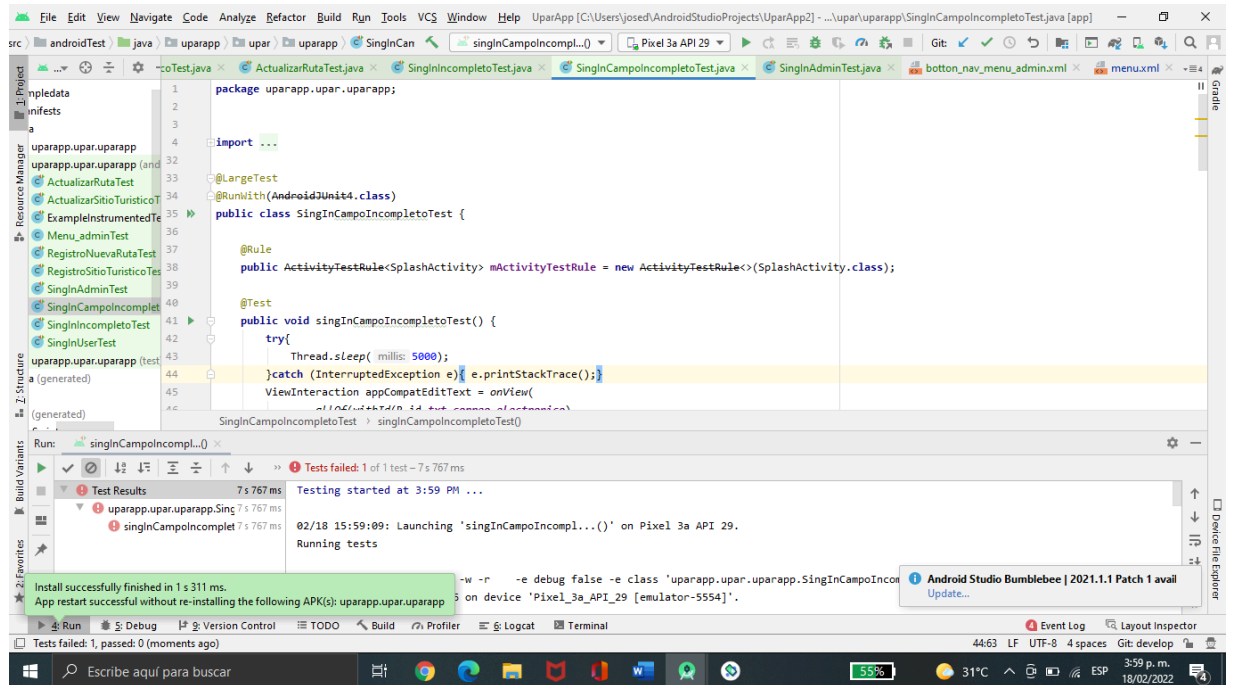 File Edit View Navigate Code Analyze Refactor Build Run Tools VCS Window Help UparApp [C:\Users\josed\AndroidStudioProjects\UparApp2] - ...\upar\uparapp\SingInCampoIncompletoTest.java [app]
src androidTest java uparapp upar uparapp SingInCan singInCampoIncompl...() Pixel 3a API 29 Git:
...coTest.java ActualizarRutaTest.java SingInIncompletoTest.java SingInCampoIncompletoTest.java SingInAdminTest.java botton_nav_menu_admin.xml menu.xml 4
1: Project
Resource Manager
7: Structure
Build Variants
2: Favorites
mpledata
anifests
a
uparapp.upar.uparapp
uparapp.upar.uparapp (and
ActualizarRutaTest
ActualizarSitioTuristicoT
ExampleInstrumentedTe
Menu_adminTest
RegistroNuevaRutaTest
RegistroSitioTuristicoTes
SingInAdminTest
SingInCampoIncomplet
SingInIncompletoTest
SingInUserTest
uparapp.upar.uparapp (test
a (generated)
(generated)
1 package uparapp.upar.uparapp;
2
3
4 import ...
32
33 @LargeTest
34 @RunWith(AndroidJUnit4.class)
35 public class SingInCampoIncompletoTest {
36
37 @Rule
38 public ActivityTestRule<SplashActivity> mActivityTestRule = new ActivityTestRule<>(SplashActivity.class);
39
40 @Test
41 public void singInCampoIncompletoTest() {
42 try{
43 Thread.sleep( millis: 5000);
44 }catch (InterruptedException e){ e.printStackTrace();}
45 ViewInteraction appCompatEditText = onView(
46 allOf(withId(R.id.txt_correo_electronico)
SingInCampoIncompletoTest > singInCampoIncompletoTest()
Gradle
Device File Explorer
Run: singInCampoIncompl...()
Tests failed: 1 of 1 test – 7 s 767 ms
Test Results 7 s 767 ms
uparapp.upar.uparapp.Sing 7 s 767 ms
singInCampoIncomplet 7 s 767 ms
Testing started at 3:59 PM ...
02/18 15:59:09: Launching 'singInCampoIncompl...()' on Pixel 3a API 29.
Running tests
-w -r -e debug false -e class 'uparapp.upar.uparapp.SingInCampoIncom
on device 'Pixel_3a_API_29 [emulator-5554]'.
Install successfully finished in 1 s 311 ms.
App restart successful without re-installing the following APK(s): uparapp.upar.uparapp
Android Studio Bumblebee | 2021.1.1 Patch 1 avail
Update...
4: Run 5: Debug 9: Version Control TODO Build Profiler 6: Logcat Terminal 4 Event Log Layout Inspector
Tests failed: 1, passed: 0 (moments ago) 44:63 LF UTF-8 4 spaces Git: develop
Escribe aquí para buscar 55% 31°C ESP 3:59 p. m.
18/02/2022 4